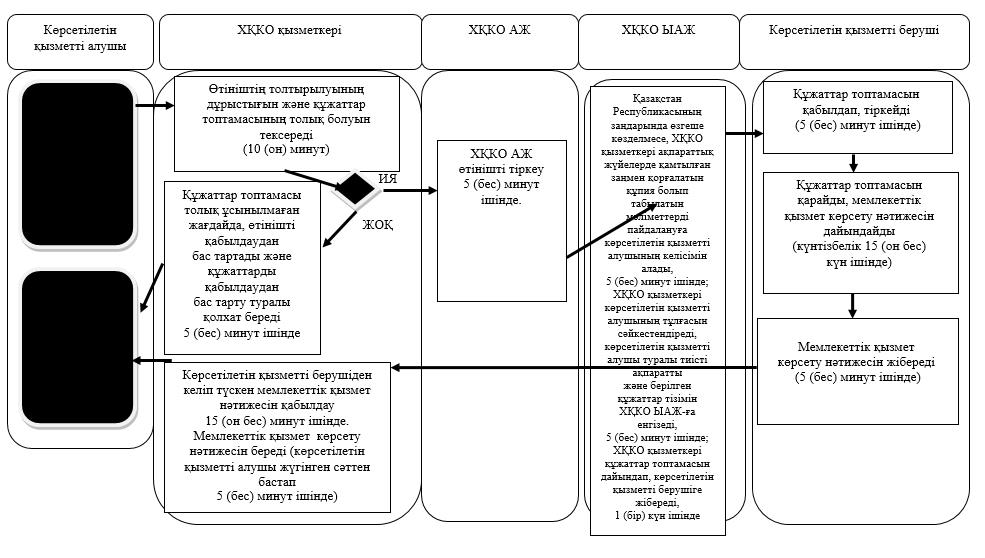 Көрсетілетін
қызметті алушы
ХҚКО қызметкері
ХҚКО АЖ
ХҚКО ЫАЖ
Көрсетілетін қызметті беруші
Өтініштің толтырылуының
дұрыстығын және құжаттар
топтамасының толық болуын
тексереді
(10 (он) минут)
ИЯ
ЖОҚ
Құжаттар топтамасы
толық ұсынылмаған
жағдайда, өтінішті
қабылдаудан
бас тартады және
құжаттарды
қабылдаудан
бас тарту туралы
қолхат береді
5 (бес) минут ішінде
Көрсетілетін қызметті берушіден
келіп түскен мемлекеттік қызмет
нәтижесін қабылдау
15 (он бес) минут ішінде.
Мемлекеттік қызмет көрсету
нәтижесін береді (көрсетілетін
қызметті алушы жүгінген сәттен
бастап
5 (бес) минут ішінде)
ХҚКО АЖ
өтінішті тіркеу
5 (бес) минут
ішінде.
Қазақстан
Республикасының
заңдарында өзгеше
көзделмесе, ХҚКО
қызметкері ақпараттық
жүйелерде қамтылған
заңмен қорғалатын
құпия болып
табылатын
мәліметтерді
пайдалануға
көрсетілетін қызметті
алушының келісімін
алады,
5 (бес) минут ішінде;
ХҚКО қызметкері
көрсетілетін қызметті
алушының тұлғасын
сәйкестендіреді,
көрсетілетін қызметті
алушы туралы тиісті
ақпаратты
және берілген
құжаттар тізімін
ХҚКО ЫАЖ-ға
енгізеді,
5 (бес) минут ішінде;
ХҚКО қызметкері
құжаттар топтамасын
дайындап, көрсетілетін
қызметті берушіге
жібереді,
1 (бір) күн ішінде
Құжаттар топтамасын
қабылдап, тіркейді
(5 (бес) минут ішінде)
Құжаттар топтамасын
қарайды, мемлекеттік
қызмет көрсету нәтижесін
дайындайды
(күнтізбелік 15 (он бес)
күн ішінде)
Мемлекеттік қызмет
көрсету нәтижесін жібереді
(5 (бес) минут ішінде)